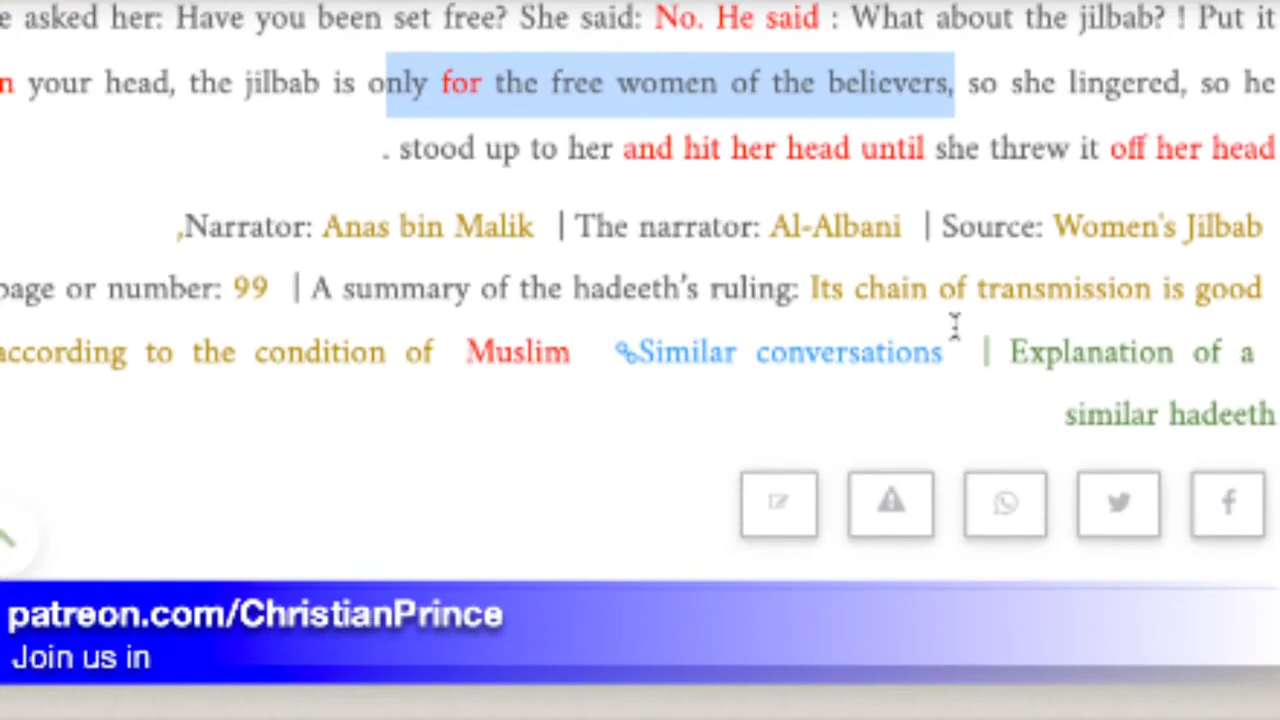 e asked her: Have you been set free? She said: No. He said : What about the jilbab? ! Put it
n your head, the jilbab is only for the free women of the believers, so she lingered, so he
. stood up to her and hit her head until she threw it off her head
,Narrator: Anas bin Malik | The narrator: Al-Albani | Source: Women's Jilbab
page or number: 99 | A summary of the hadeeth's ruling: Its chain of transmission is good
according to the condition of Muslim Similar conversations | Explanation of a
similar hadeeth
patreon.com/ChristianPrince
Join us in